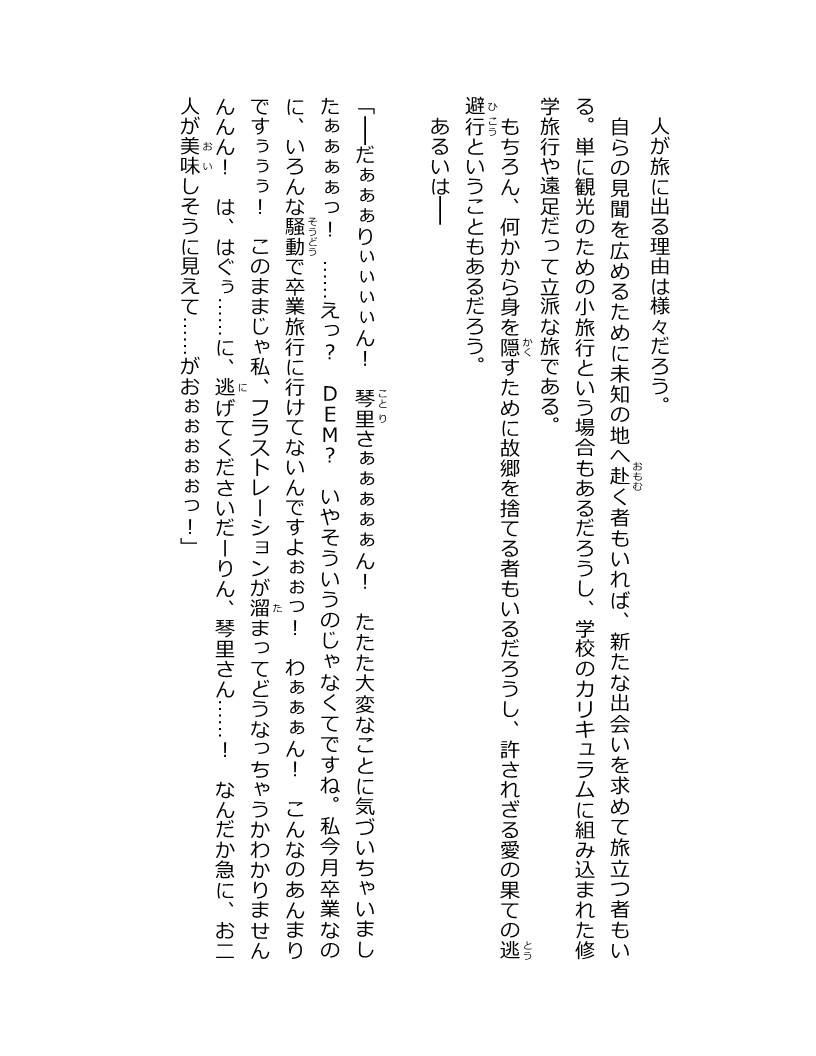 人が旅に出る理由は様々だろう。
自らの見聞を広めるために未知の地へ赴く者もいれば、新たな出会いを求めて旅立つ者もい
る。単に観光のための小旅行という場合もあるだろうし、学校のカリキュラムに組み込まれた修
学旅行や遠足だって立派な旅である。
もちろん、何かから身を隠すために故郷を捨てる者もいるだろうし、許されざる愛の果ての逃
避行ということもあるだろう。
あるいは――
「――だぁぁぁりぃぃぃぃん！　琴里さぁぁぁぁぁん！　たたた大変なことに気づいちゃいまし
たぁぁぁぁっ！　……えっ？　ＤＥＭ？　いやそういうのじゃなくてですね。私今月卒業なの
に、いろんな騒動で卒業旅行に行けてないんですよぉぉっ！　わぁぁぁん！　こんなのあんまり
ですぅぅぅ！　このままじゃ私、フラストレーションが溜まってどうなっちゃうかわかりません
んんん！　は、はぐぅ……に、逃げてくださいだーりん、琴里さん……！　なんだか急に、お二
人が美味しそうに見えて……がおぉぉぉぉぉっ！」